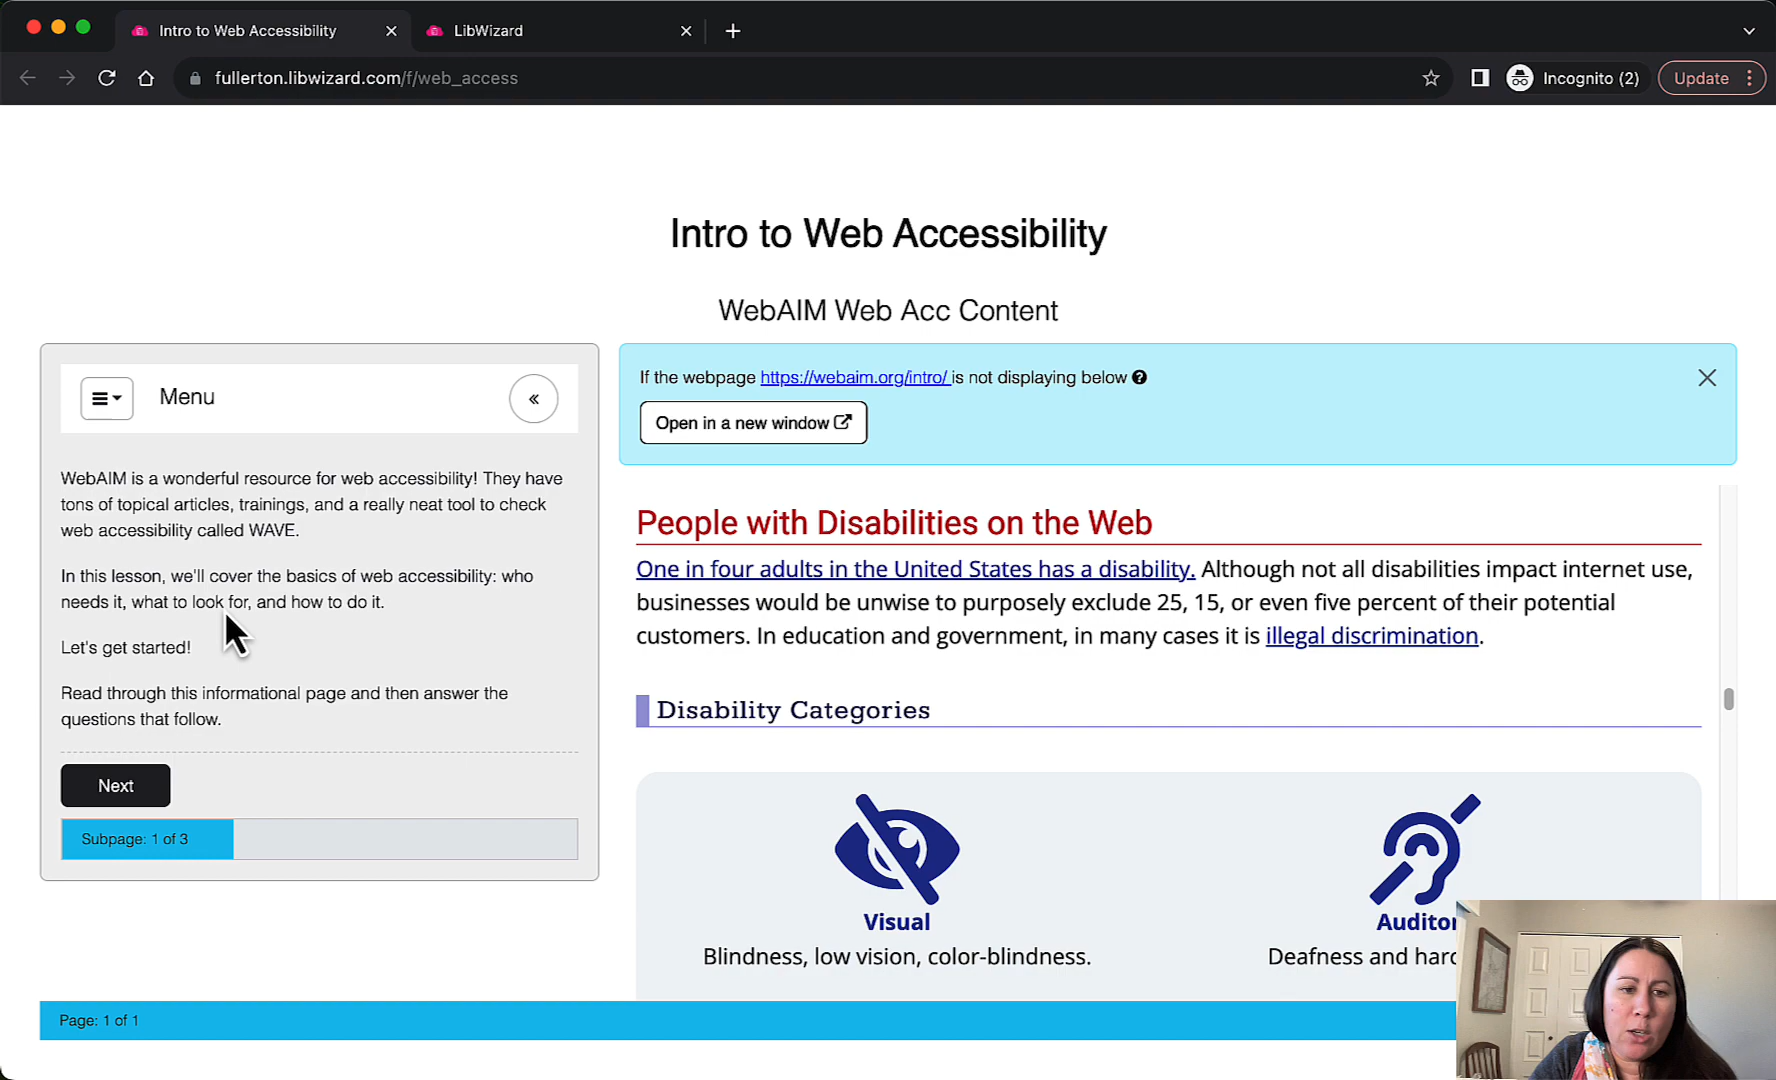 Intro to Web Accessibility
LibWizard
fullerton.libwizard.com/f/web_access
Incognito (2)
Update
Intro to Web Accessibility
WebAIM Web Acc Content
Menu
WebAIM is a wonderful resource for web accessibility! They have
tons of topical articles, trainings, and a really neat tool to check
web accessibility called WAVE.
In this lesson, we'll cover the basics of web accessibility: who
needs it, what to look for, and how to do it.
Let's get started!
Read through this informational page and then answer the
questions that follow.
Next
Subpage: 1 of 3
If the webpage https://webaim.org/intro/ is not displaying below
Open in a new window
People with Disabilities on the Web
One in four adults in the United States has a disability. Although not all disabilities impact internet use,
businesses would be unwise to purposely exclude 25, 15, or even five percent of their potential
customers. In education and government, in many cases it is illegal discrimination.
Disability Categories
Visual
Blindness, low vision, color-blindness.
Auditor
Deafness and hard
Page: 1 of 1